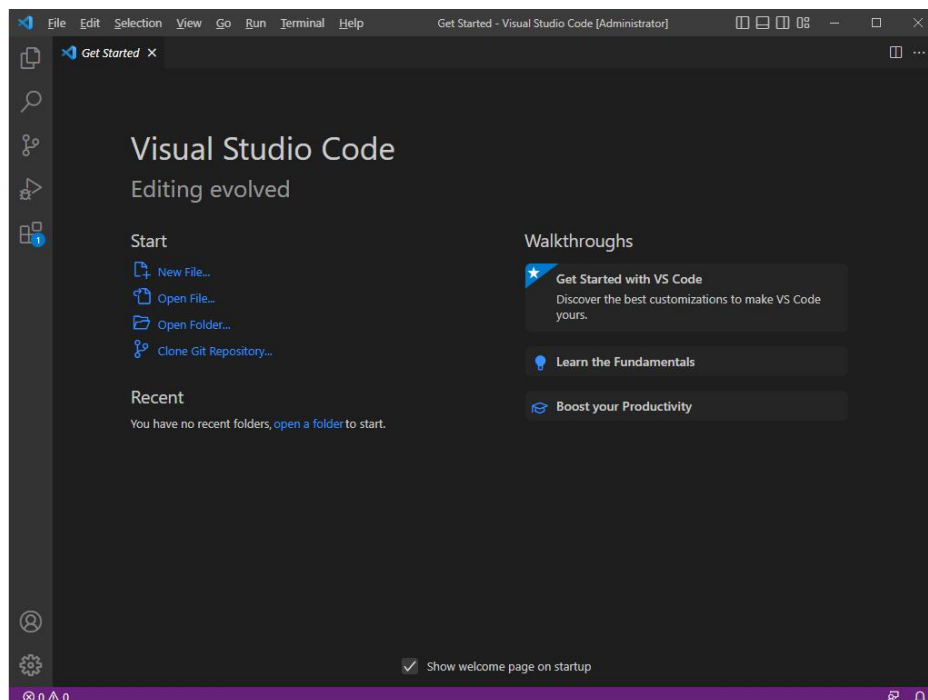 File Edit Selection View Go Run Terminal Help Get Started - Visual Studio Code [Administrator]
Get Started
Visual Studio Code
Editing evolved
Start
New File...
Open File...
Open Folder...
Clone Git Repository...
Recent
You have no recent folders, open a folder to start.
Walkthroughs
Get Started with VS Code
Discover the best customizations to make VS Code
yours.
Learn the Fundamentals
Boost your Productivity
1
Show welcome page on startup
0 0